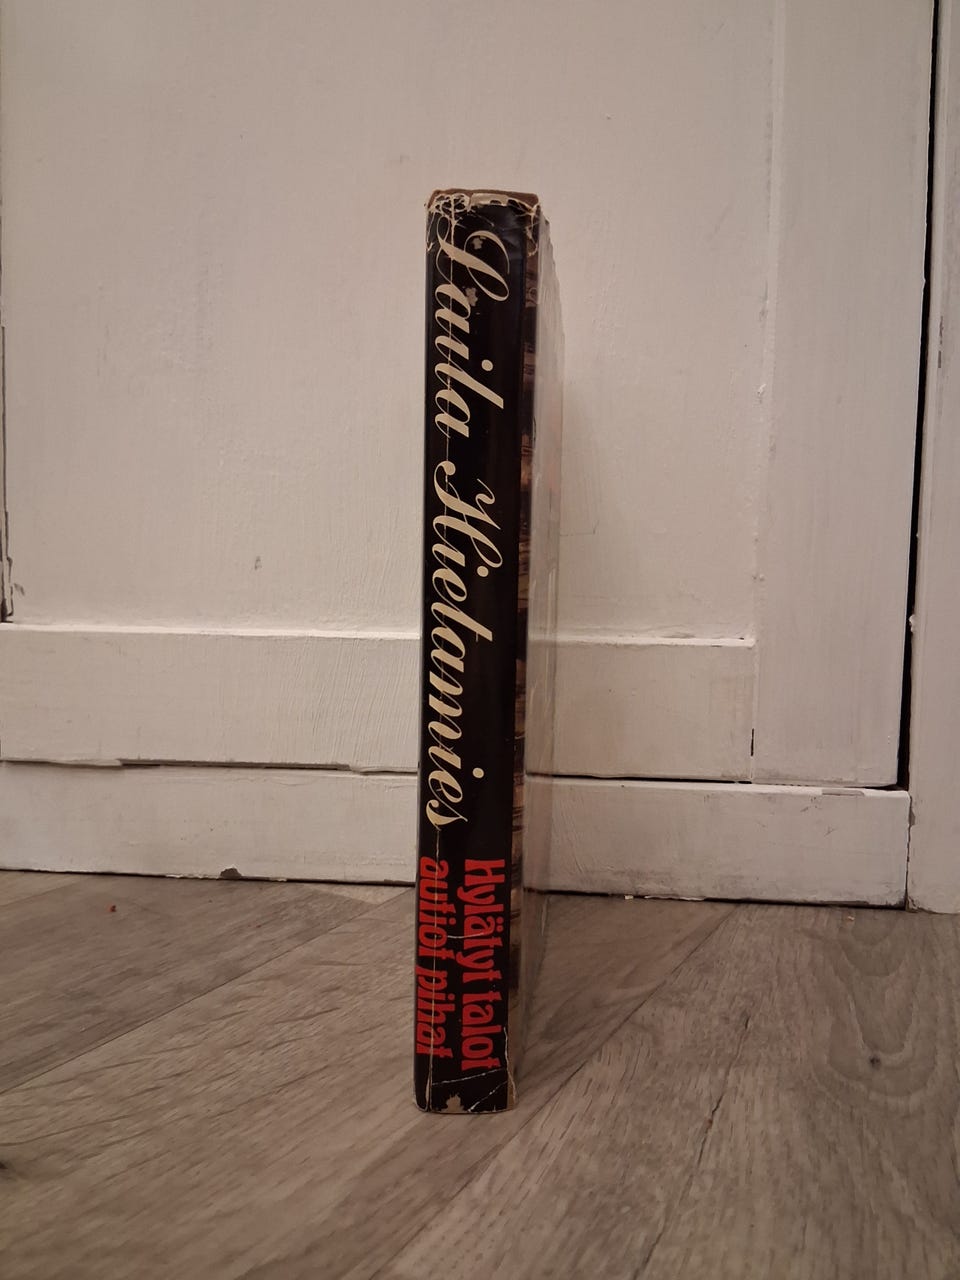 Laila Hietamies
Hylätyt talot
autiot pihat